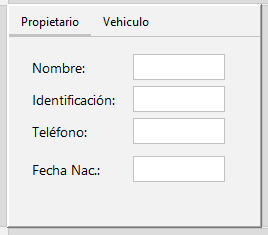 Propietario Vehiculo
Nombre:
Identificación:
Teléfono:
Fecha Nac.: